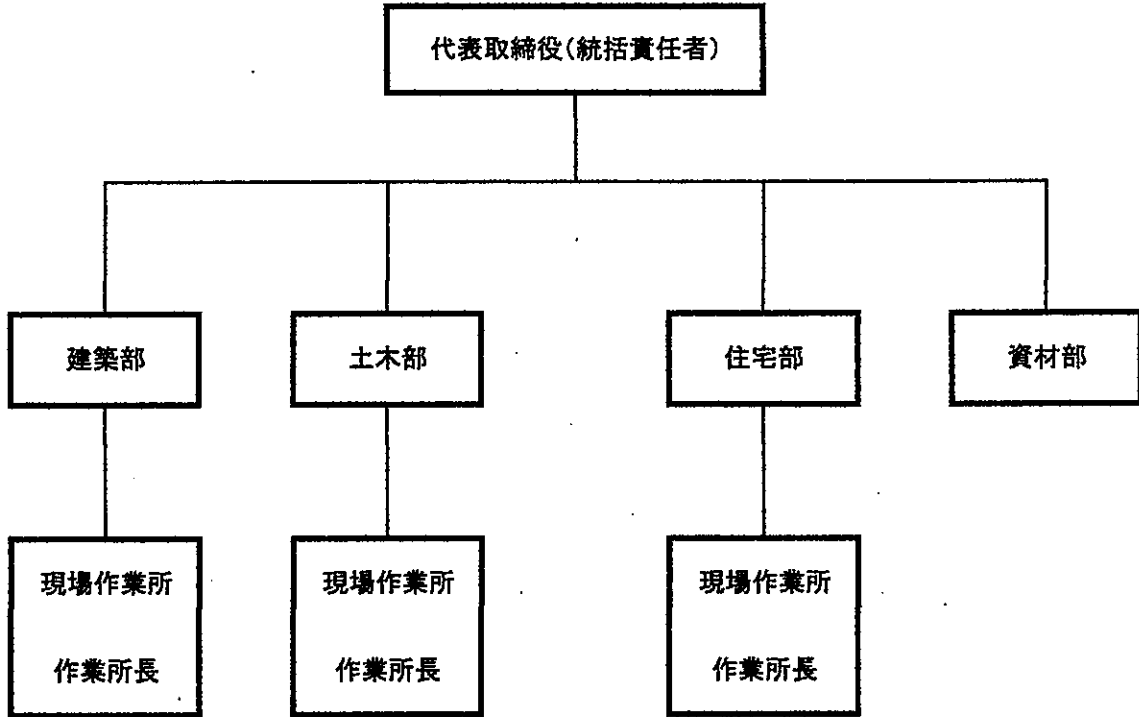 代表取締役(統括責任者)
建築部
土木部
住宅部
資材部
現場作業所
作業所長
現場作業所
作業所長
現場作業所
作業所長